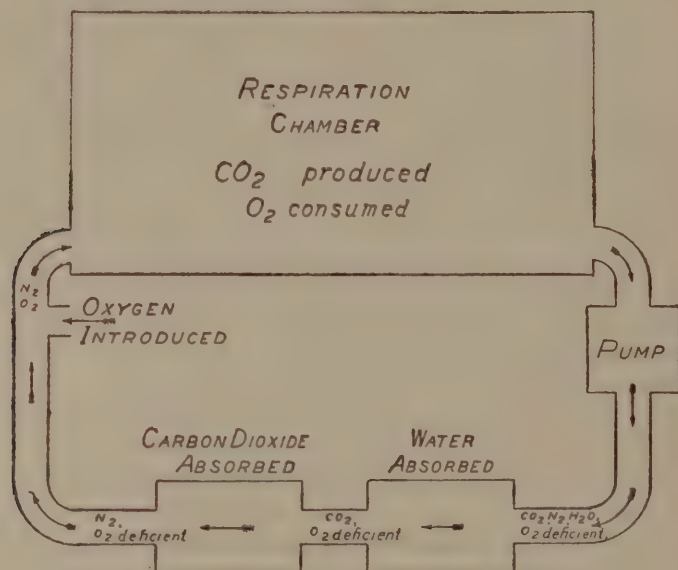 RESPIRATION
CHAMBER
CO₂ produced
O₂ consumed
N₂
O₂
OXYGEN
INTRODUCED
PUMP
CARBON DIOXIDE
ABSORBED
WATER
ABSORBED
N₂,
O₂ deficient
CO₂,
O₂ deficient
CO₂, N₂, H₂O,
O₂ deficient